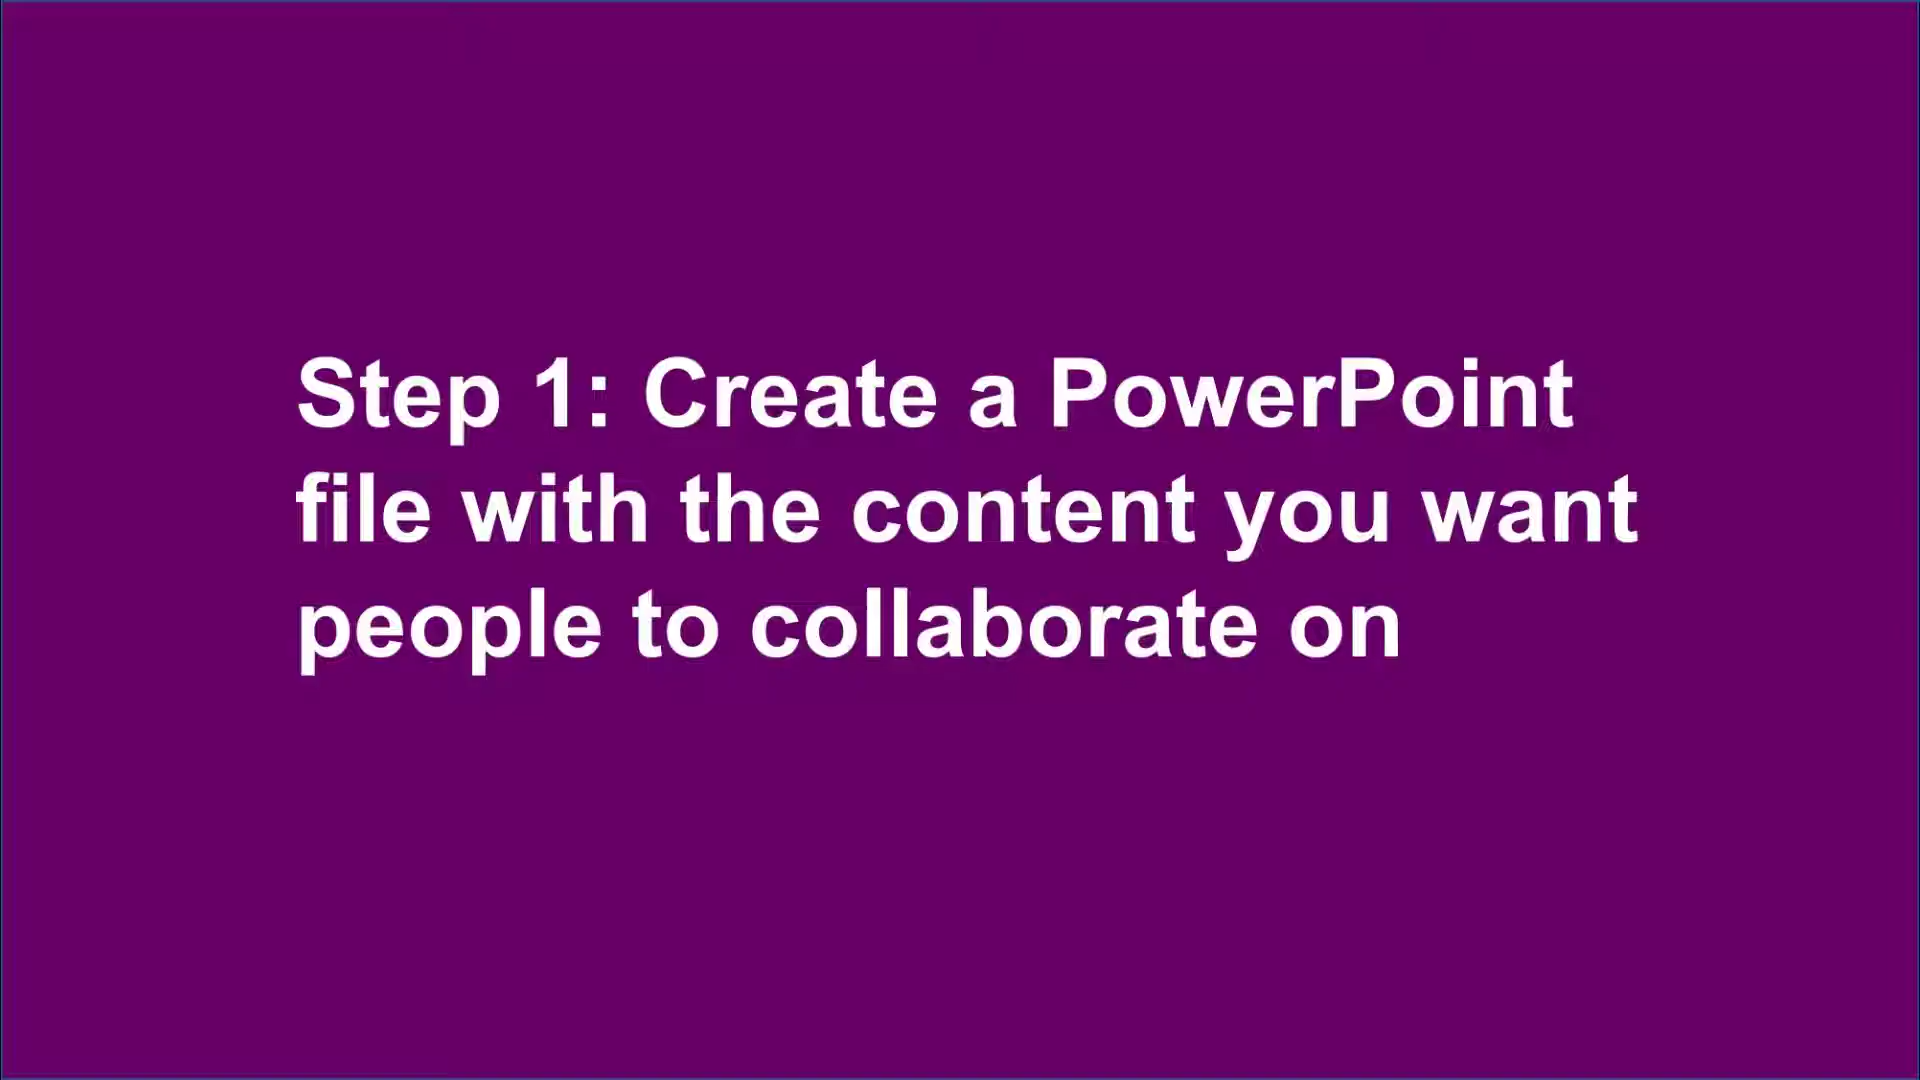 Step 1: Create a PowerPoint
file with the content you want
people to collaborate on